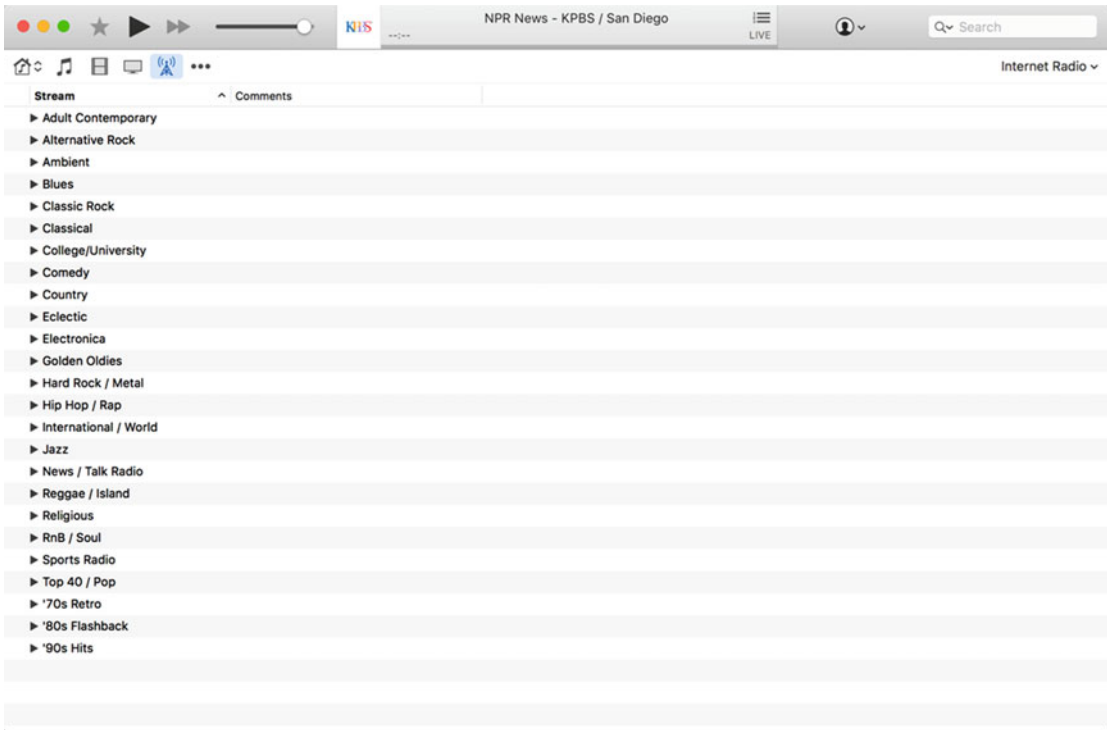 KPBS
NPR News - KPBS / San Diego
--:--
LIVE
Search
•••
Internet Radio
Stream
Comments
Adult Contemporary
Alternative Rock
Ambient
Blues
Classic Rock
Classical
College/University
Comedy
Country
Eclectic
Electronica
Golden Oldies
Hard Rock / Metal
Hip Hop / Rap
International / World
Jazz
News / Talk Radio
Reggae / Island
Religious
RnB / Soul
Sports Radio
Top 40 / Pop
'70s Retro
'80s Flashback
'90s Hits